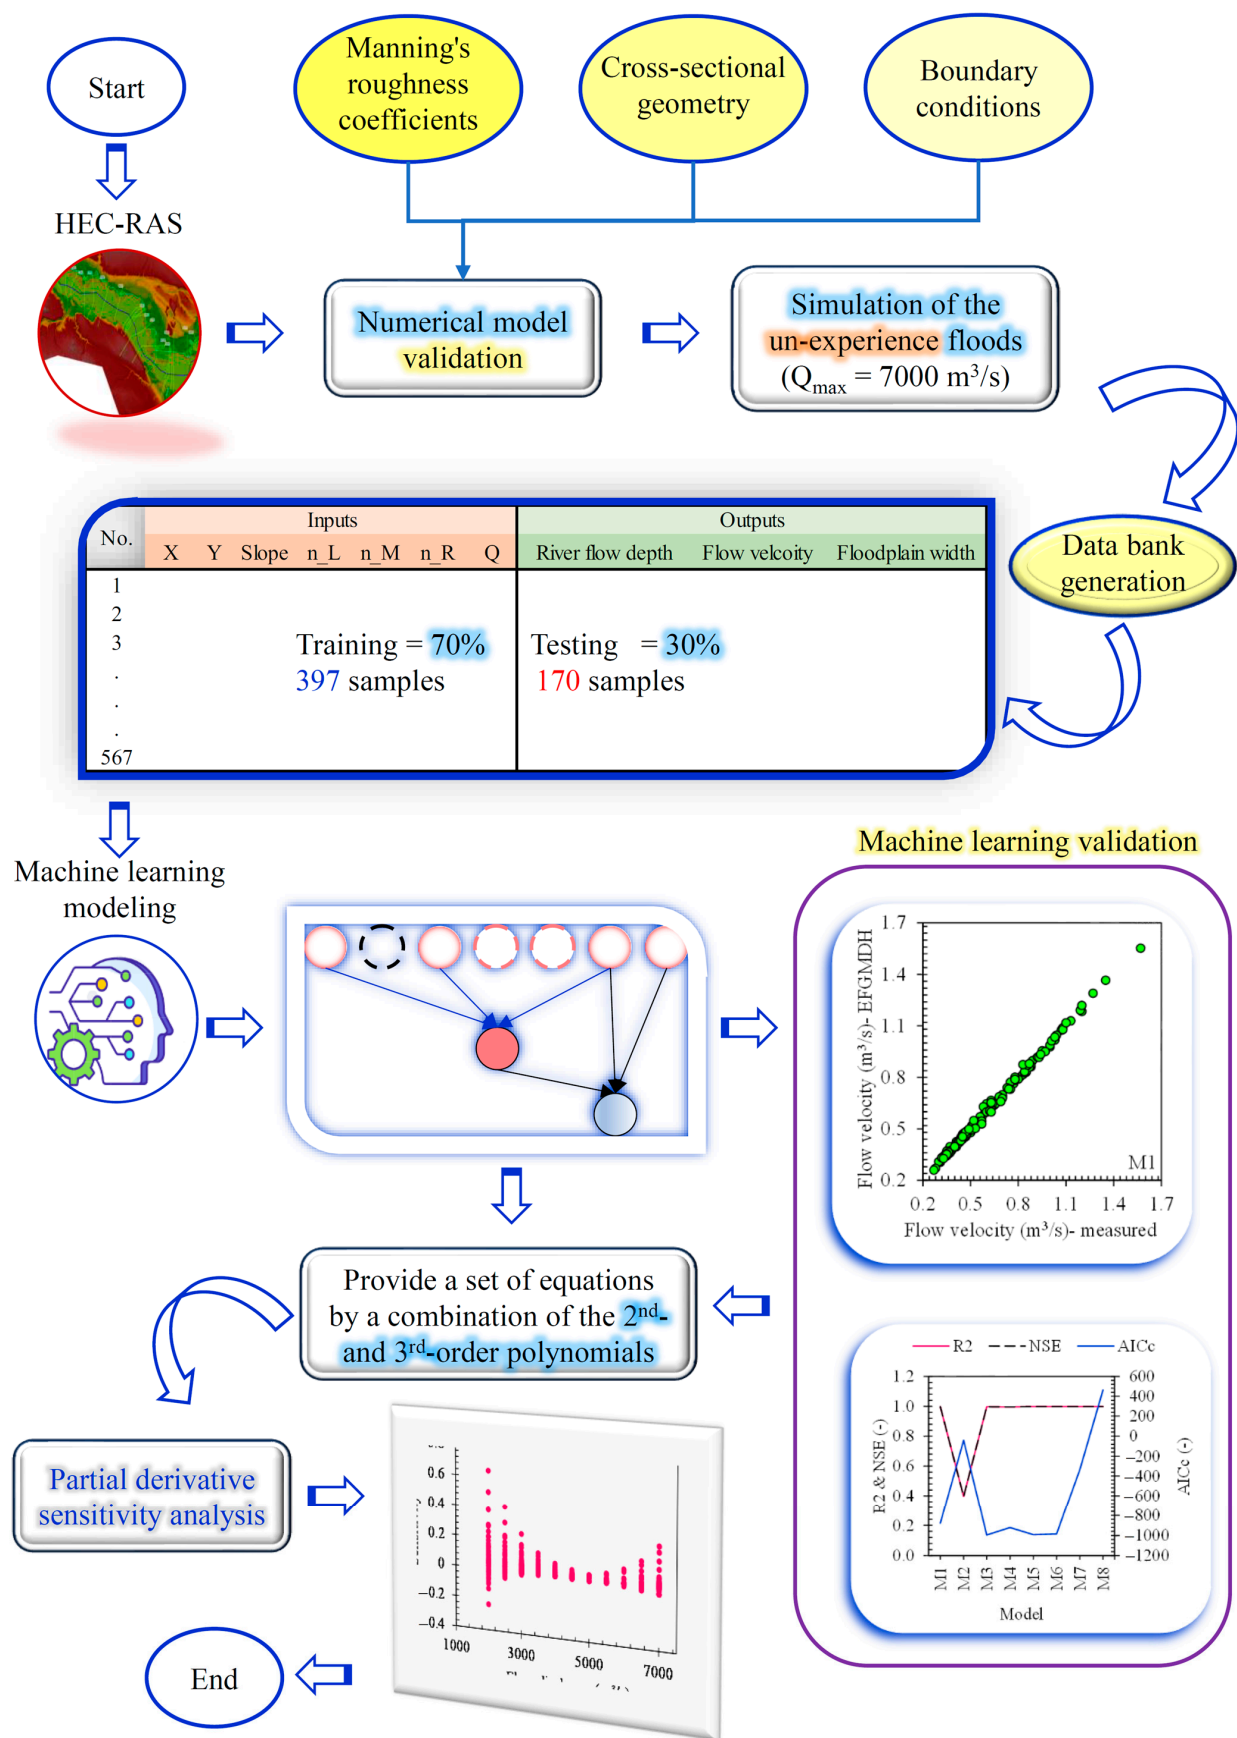 Start
Manning's
roughness
coefficients
Cross-sectional
geometry
Boundary
conditions
HEC-RAS
Numerical model
validation
Simulation of the
un-experience floods
(Qmax = 7000 m³/s)
Data bank
generation
No.
Inputs
Outputs
X Y Slope n_L n_M n_R Q River flow depth Flow velcoity Floodplain width
1
2
3
.
.
.
567
Training = 70%
397 samples
Testing = 30%
170 samples
Machine learning
modeling
Machine learning validation
Flow velocity (m³/s)- EFGMDH
1.7
1.4
1.1
0.8
0.5
0.2
M1
0.2 0.5 0.8 1.1 1.4 1.7
Flow velocity (m³/s)- measured
Provide a set of equations
by a combination of the 2nd-
and 3rd-order polynomials
R2 NSE AICc
R2 & NSE (-)
1.2
1.0
0.8
0.6
0.4
0.2
0.0
600
400
200
0
−200
−400
−600
−800
−1000
−1200
AICc (-)
M1 M2 M3 M4 M5 M6 M7 M8
Model
Partial derivative
sensitivity analysis
0.6
0.4
0.2
0
−0.2
−0.4
1000 3000 5000 7000
End